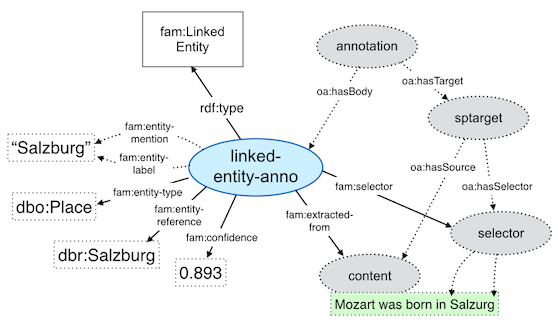 fam:Linked
Entity
annotation
rdf:type
oa:hasBody
oa:hasTarget
sptarget
fam:entity-
mention
“Salzburg”
fam:entity-
label
linked-
entity-anno
oa:hasSource
oa:hasSelector
fam:entity-type
fam:selector
dbo:Place
fam:entity-
reference
fam:extracted-
from
fam:confidence
selector
dbr:Salzburg
0.893
content
Mozart was born in Salzurg